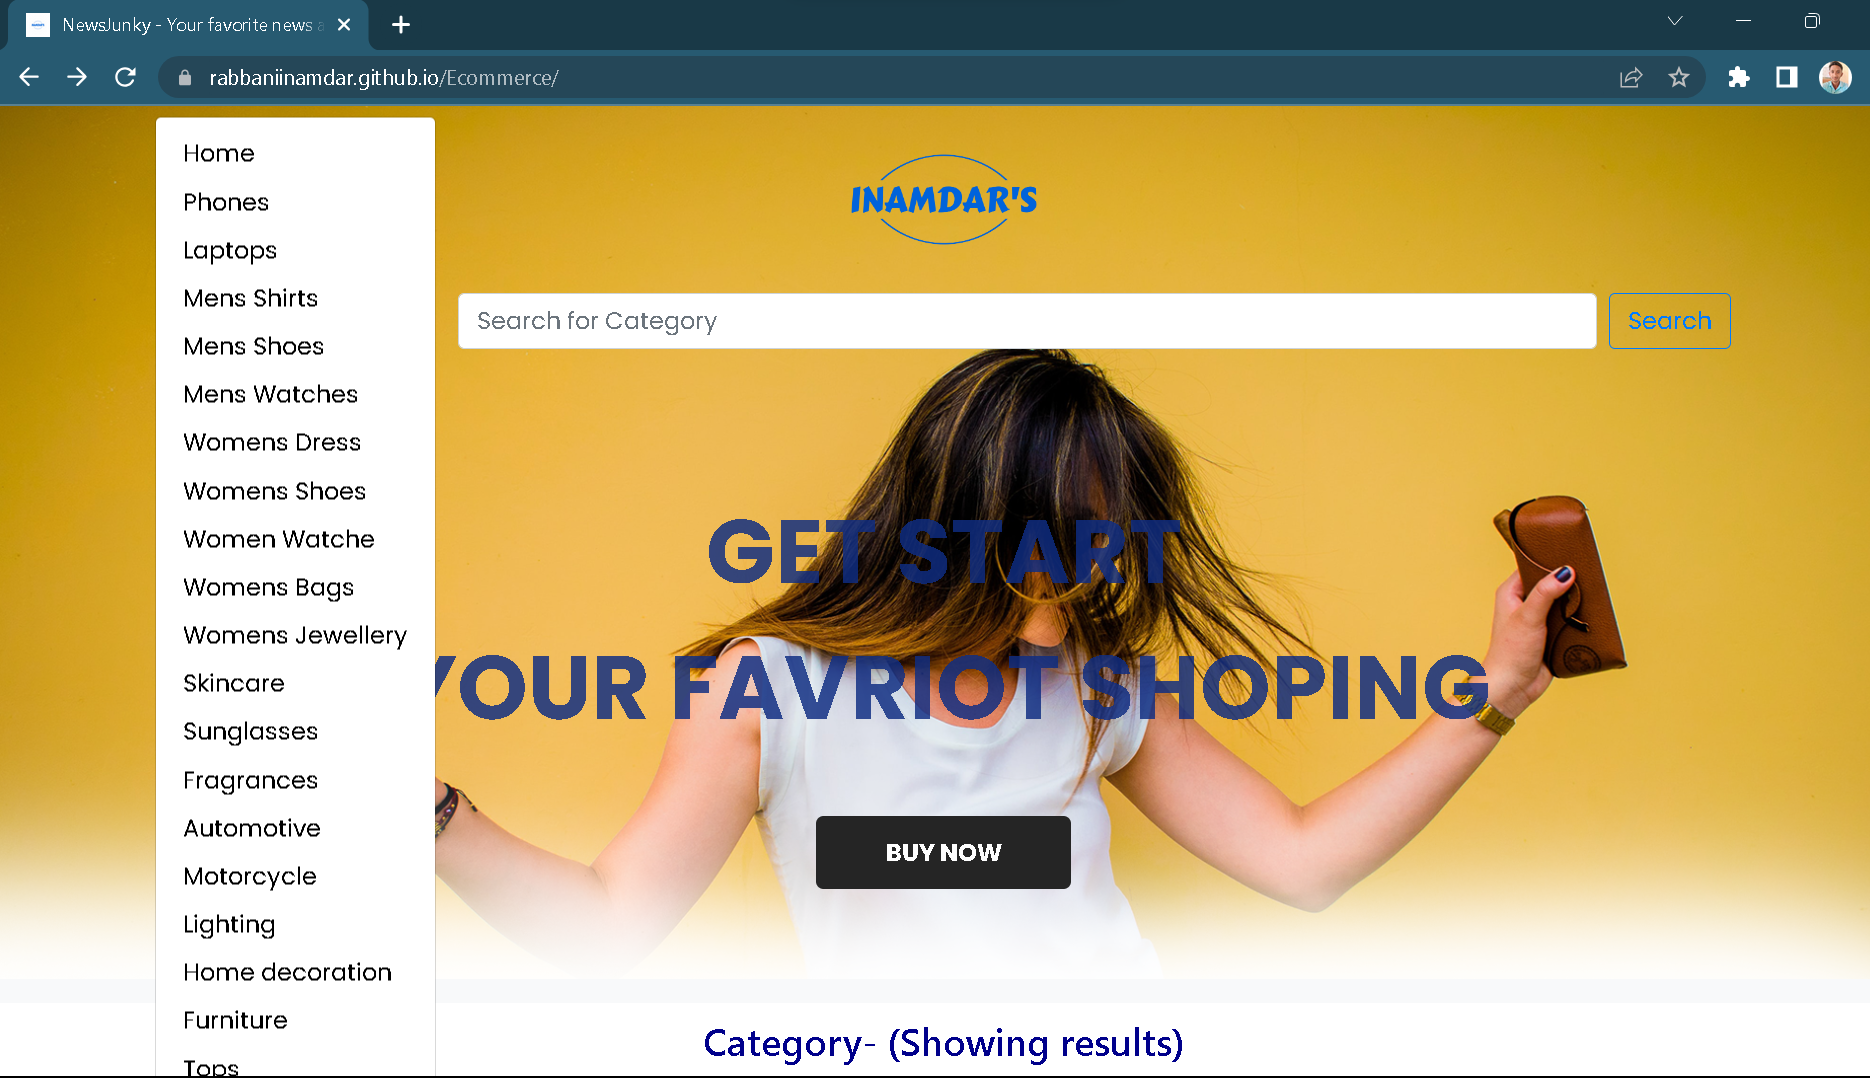 NewsJunky - Your favorite news a
rabbaniinamdar.github.io/Ecommerce/
Home
Phones
Laptops
Mens Shirts
Mens Shoes
Mens Watches
Womens Dress
Womens Shoes
Women Watche
Womens Bags
Womens Jewellery
Skincare
Sunglasses
Fragrances
Automotive
Motorcycle
Lighting
Home decoration
Furniture
Tops
INAMDAR'S
Search for Category
Search
GET START
YOUR FAVRIOT SHOPING
BUY NOW
Category- (Showing results)